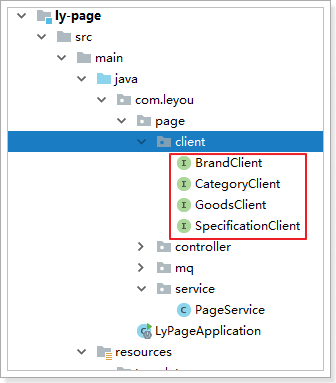 ly-page
src
main
java
com.leyou
page
client
I BrandClient
I CategoryClient
I GoodsClient
I SpecificationClient
controller
mq
service
C PageService
LyPageApplication
resources